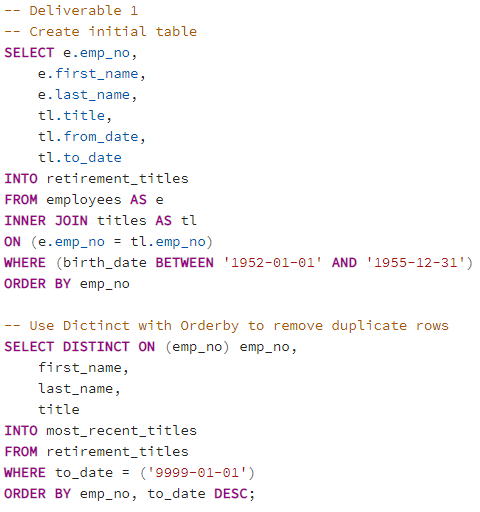 -- Deliverable 1
-- Create initial table
SELECT e.emp_no,
    e.first_name,
    e.last_name,
    tl.title,
    tl.from_date,
    tl.to_date
INTO retirement_titles
FROM employees AS e
INNER JOIN titles AS tl
ON (e.emp_no = tl.emp_no)
WHERE (birth_date BETWEEN '1952-01-01' AND '1955-12-31')
ORDER BY emp_no

-- Use Dictinct with Orderby to remove duplicate rows
SELECT DISTINCT ON (emp_no) emp_no,
    first_name,
    last_name,
    title
INTO most_recent_titles
FROM retirement_titles
WHERE to_date = ('9999-01-01')
ORDER BY emp_no, to_date DESC;